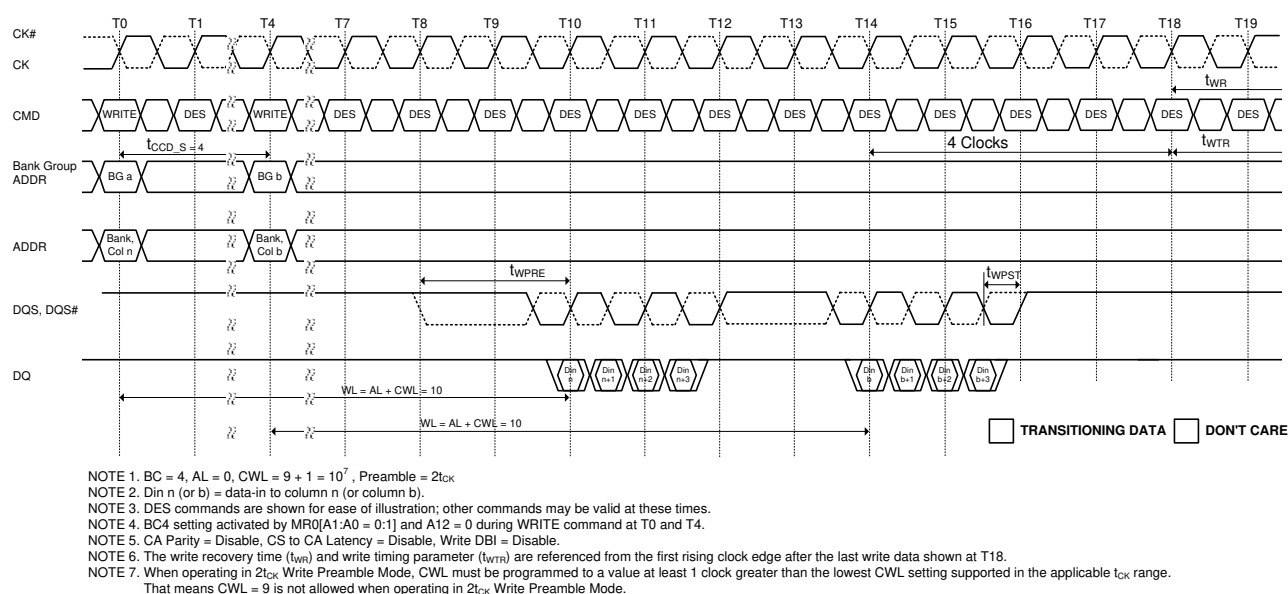 T0 T1 T4 T7 T8 T9 T10 T11 T12 T13 T14 T15 T16 T17 T18 T19
CK#
CK
tWR
CMD WRITE DES WRITE DES DES DES DES DES DES DES DES DES DES DES DES DES
tCCD_S = 4 4 Clocks tWTR
Bank Group
ADDR
BG a BG b
ADDR
Bank,
Col n
Bank,
Col b
tWPRE tWPST
DQS, DQS#
DQ
Din
n
Din
n+1
Din
n+2
Din
n+3
Din
b
Din
b+1
Din
b+2
Din
b+3
WL = AL + CWL = 10
WL = AL + CWL = 10
TRANSITIONING DATA DON'T CARE
NOTE 1. BC = 4, AL = 0, CWL = 9 + 1 = 10⁷ , Preamble = 2tCK
NOTE 2. Din n (or b) = data-in to column n (or column b).
NOTE 3. DES commands are shown for ease of illustration; other commands may be valid at these times.
NOTE 4. BC4 setting activated by MR0[A1:A0 = 0:1] and A12 = 0 during WRITE command at T0 and T4.
NOTE 5. CA Parity = Disable, CS to CA Latency = Disable, Write DBI = Disable.
NOTE 6. The write recovery time (tWR) and write timing parameter (tWTR) are referenced from the first rising clock edge after the last write data shown at T18.
NOTE 7. When operating in 2tCK Write Preamble Mode, CWL must be programmed to a value at least 1 clock greater than the lowest CWL setting supported in the applicable tCK range.
That means CWL = 9 is not allowed when operating in 2tCK Write Preamble Mode.